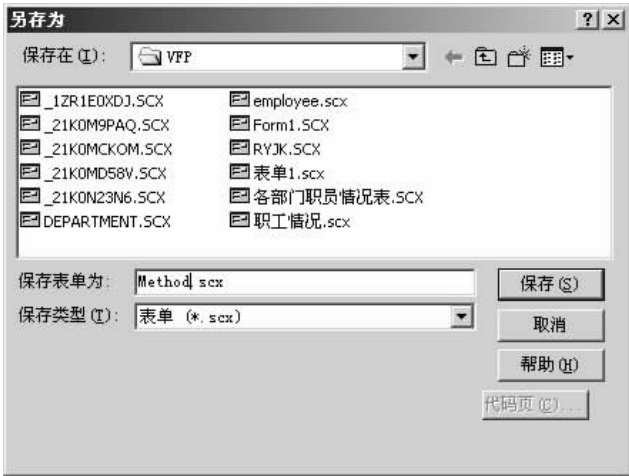 另存为
保存在(I):
VFP
_1ZR1E0XDJ.SCX
_21K0M9PAQ.SCX
_21K0MCKOM.SCX
_21K0MD58V.SCX
_21K0N23N6.SCX
DEPARTMENT.SCX
employee.scx
Form1.SCX
RYJK.SCX
表单1.scx
各部门职员情况表.SCX
职工情况.scx
保存表单为:
Method.scx
保存(S)
保存类型(T):
表单 (*.scx)
取消
帮助(H)
代码页(C)...